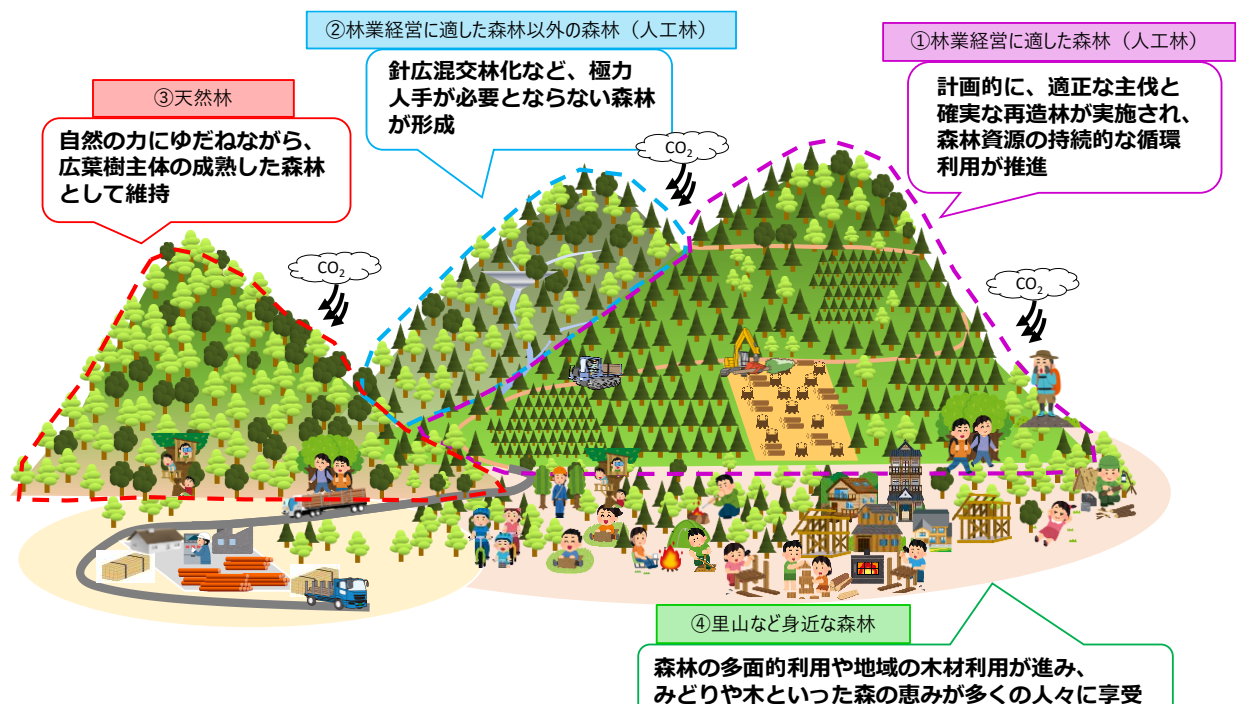 ②林業経営に適した森林以外の森林（人工林）
針広混交林化など、極力
人手が必要とならない森林
が形成
①林業経営に適した森林（人工林）
計画的に、適正な主伐と
確実な再造林が実施され、
森林資源の持続的な循環
利用が推進
③天然林
自然の力にゆだねながら、
広葉樹主体の成熟した森林
として維持
CO2
CO2
CO2
④里山など身近な森林
森林の多面的利用や地域の木材利用が進み、
みどりや木といった森の恵みが多くの人々に享受